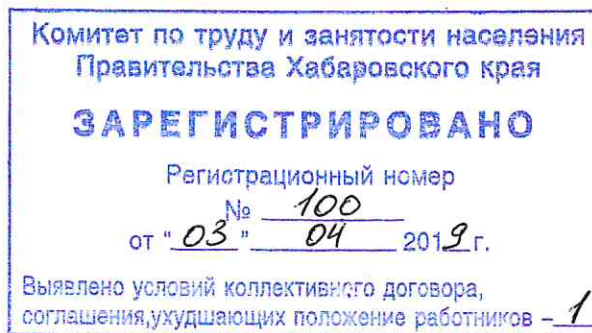 Комитет по труду и занятости населения
Правительства Хабаровского края
ЗАРЕГИСТРИРОВАНО
Регистрационный номер
№ 100
от "03" 04 2019 г.
Выявлено условий коллективного договора,
соглашения,ухудшающих положение работников – 1